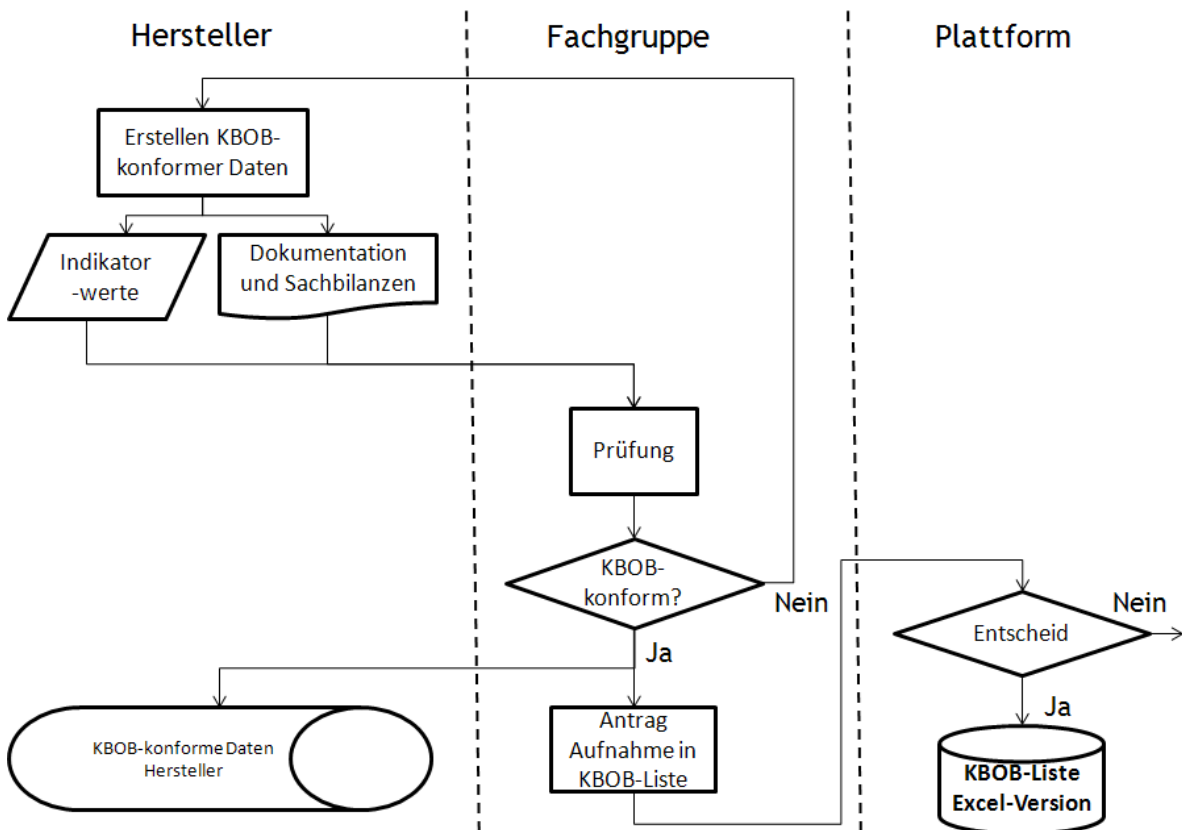 Hersteller
Fachgruppe
Plattform
Erstellen KBOB-
konformer Daten
Indikator
-werte
Dokumentation
und Sachbilanzen
Prüfung
KBOB-
konform?
Nein
Ja
Entscheid
Nein
Ja
KBOB-konforme Daten
Hersteller
Antrag
Aufnahme in
KBOB-Liste
KBOB-Liste
Excel-Version